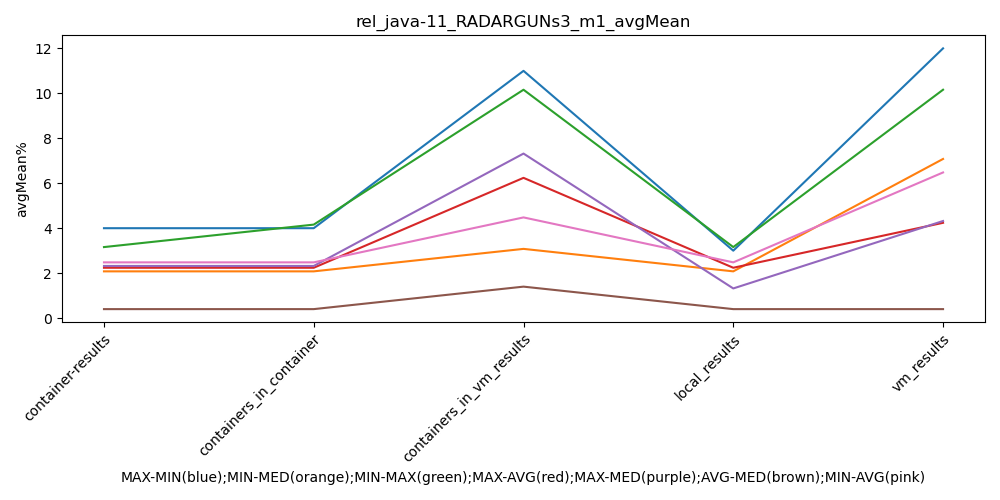 rel_java-11_RADARGUNs3_m1_avgMean
avgMean%
12
10
8
6
4
2
0
container-results
containers_in_container
containers_in_vm_results
local_results
vm_results
MAX-MIN(blue);MIN-MED(orange);MIN-MAX(green);MAX-AVG(red);MAX-MED(purple);AVG-MED(brown);MIN-AVG(pink)